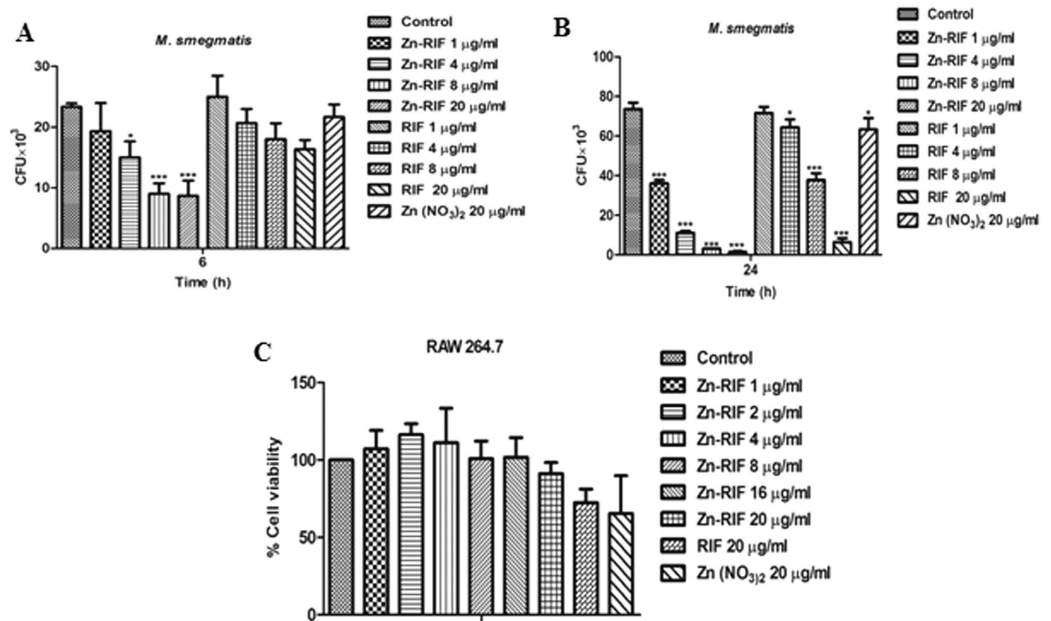 A
M. smegmatis
30
20
10
0
CFU×10³
*
***
***
6
Time (h)
Control
Zn-RIF 1 μg/ml
Zn-RIF 4 μg/ml
Zn-RIF 8 μg/ml
Zn-RIF 20 μg/ml
RIF 1 μg/ml
RIF 4 μg/ml
RIF 8 μg/ml
RIF 20 μg/ml
Zn (NO₃)₂ 20 μg/ml
B
M. smegmatis
100
80
60
40
20
0
CFU×10³
***
***
***
***
*
***
***
*
24
Time (h)
Control
Zn-RIF 1 μg/ml
Zn-RIF 4 μg/ml
Zn-RIF 8 μg/ml
Zn-RIF 20 μg/ml
RIF 1 μg/ml
RIF 4 μg/ml
RIF 8 μg/ml
RIF 20 μg/ml
Zn (NO₃)₂ 20 μg/ml
C
RAW 264.7
150
100
50
0
% Cell viability
Control
Zn-RIF 1 μg/ml
Zn-RIF 2 μg/ml
Zn-RIF 4 μg/ml
Zn-RIF 8 μg/ml
Zn-RIF 16 μg/ml
Zn-RIF 20 μg/ml
RIF 20 μg/ml
Zn (NO₃)₂ 20 μg/ml